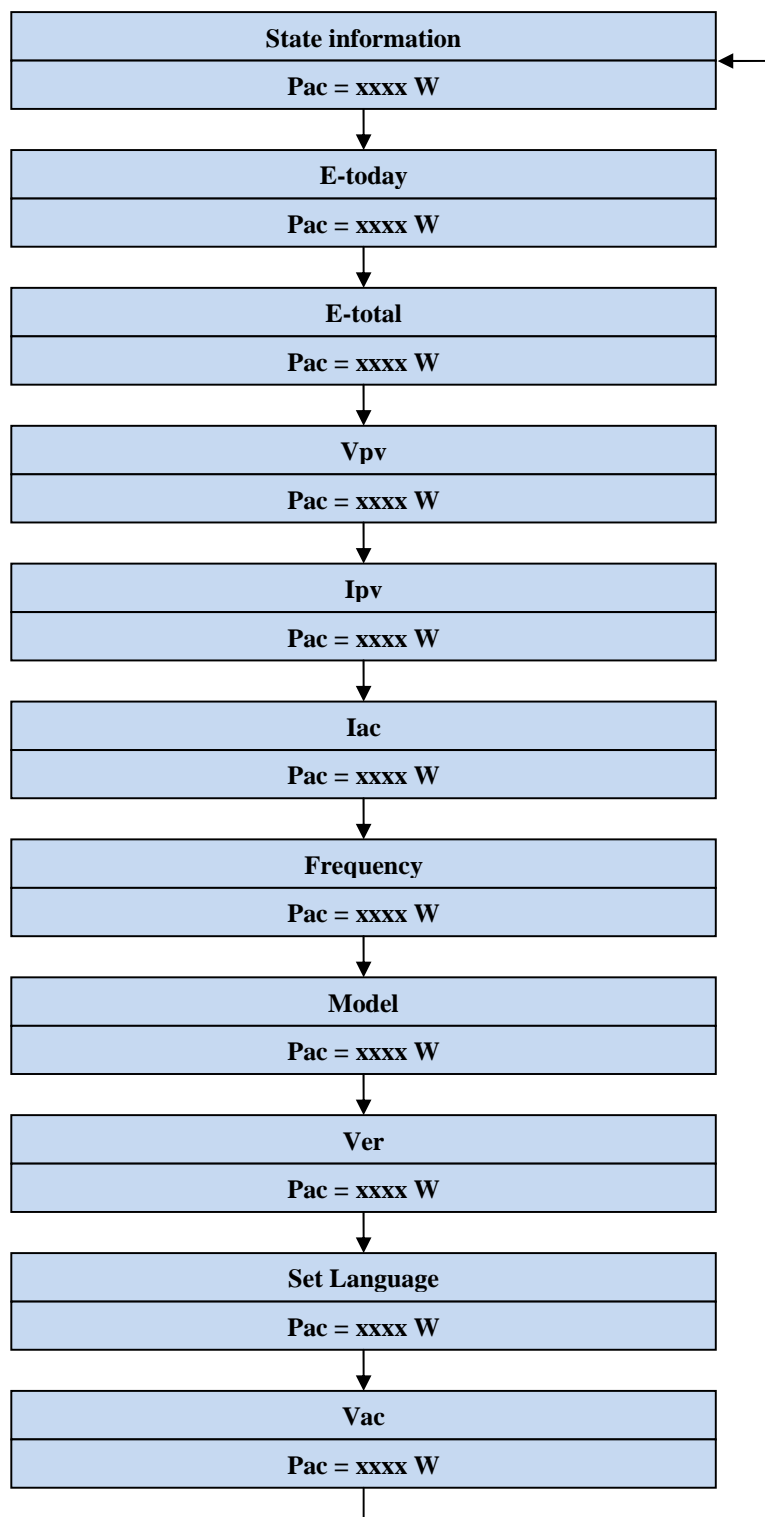 State information
Pac = xxxx W
E-today
Pac = xxxx W
E-total
Pac = xxxx W
Vpv
Pac = xxxx W
Ipv
Pac = xxxx W
Iac
Pac = xxxx W
Frequency
Pac = xxxx W
Model
Pac = xxxx W
Ver
Pac = xxxx W
Set Language
Pac = xxxx W
Vac
Pac = xxxx W